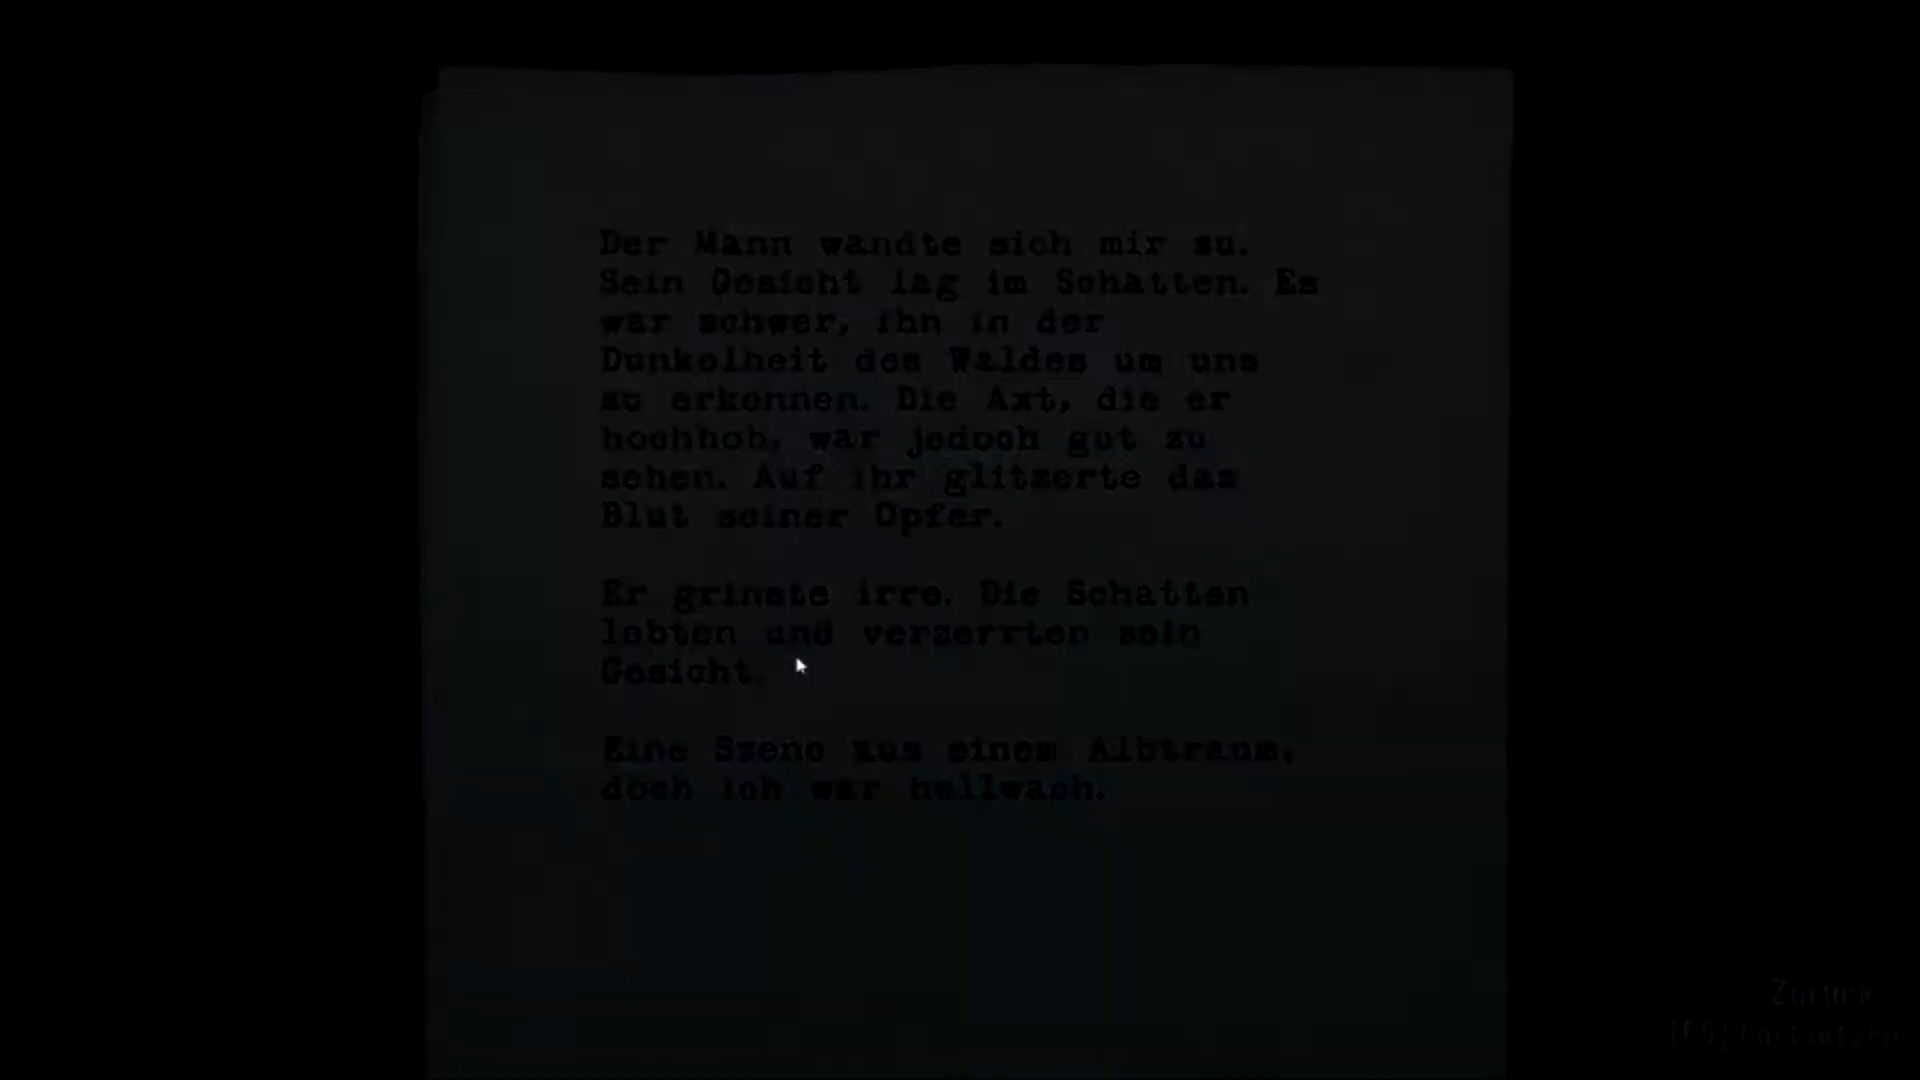 Der Mann wandte sich mir zu.
Sein Gesicht lag im Schatten. Es
war schwer, ihn in der
Dunkelheit des Waldes um uns
zu erkennen. Die Axt, die er
hochhob, war jedoch gut zu
sehen. Auf ihr glitzerte das
Blut seiner Opfer.
Er grinste irre. Die Schatten
lebten und verzerrten sein
Gesicht.
Eine Szene aus einem Albtraum,
doch ich war hellwach.
Zurück
[F5] Fortsetzen